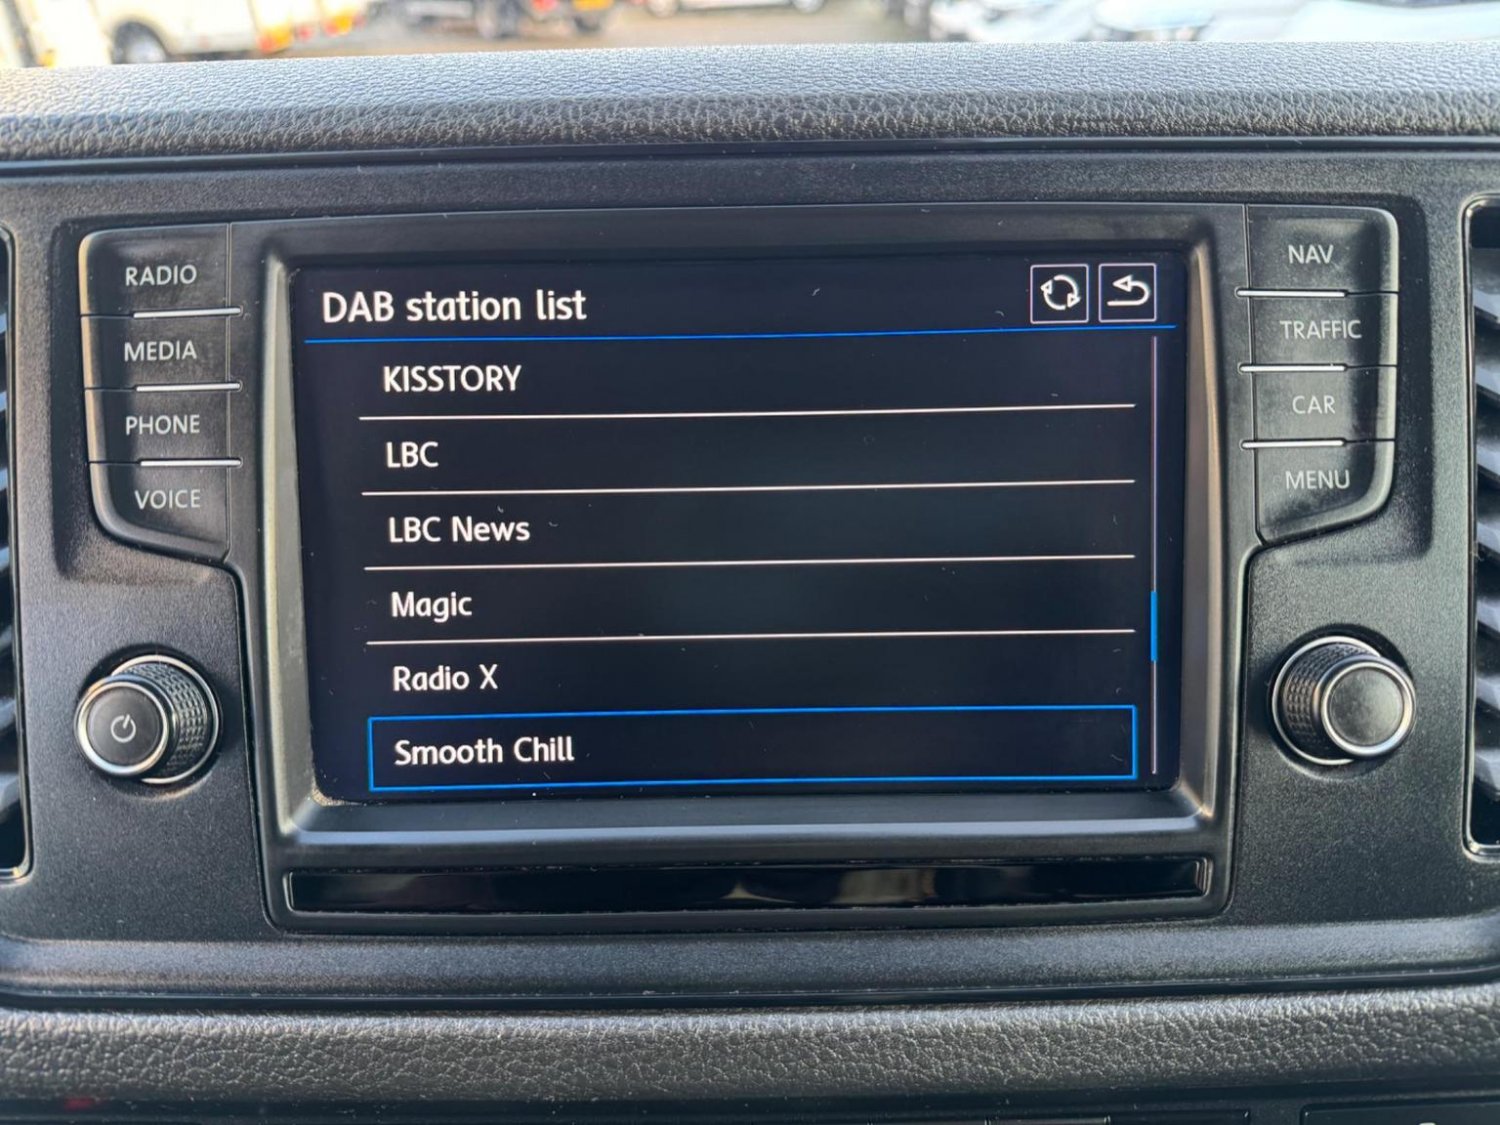 RADIO
MEDIA
PHONE
VOICE
DAB station list
KISSTORY
LBC
LBC News
Magic
Radio X
Smooth Chill
NAV
TRAFFIC
CAR
MENU